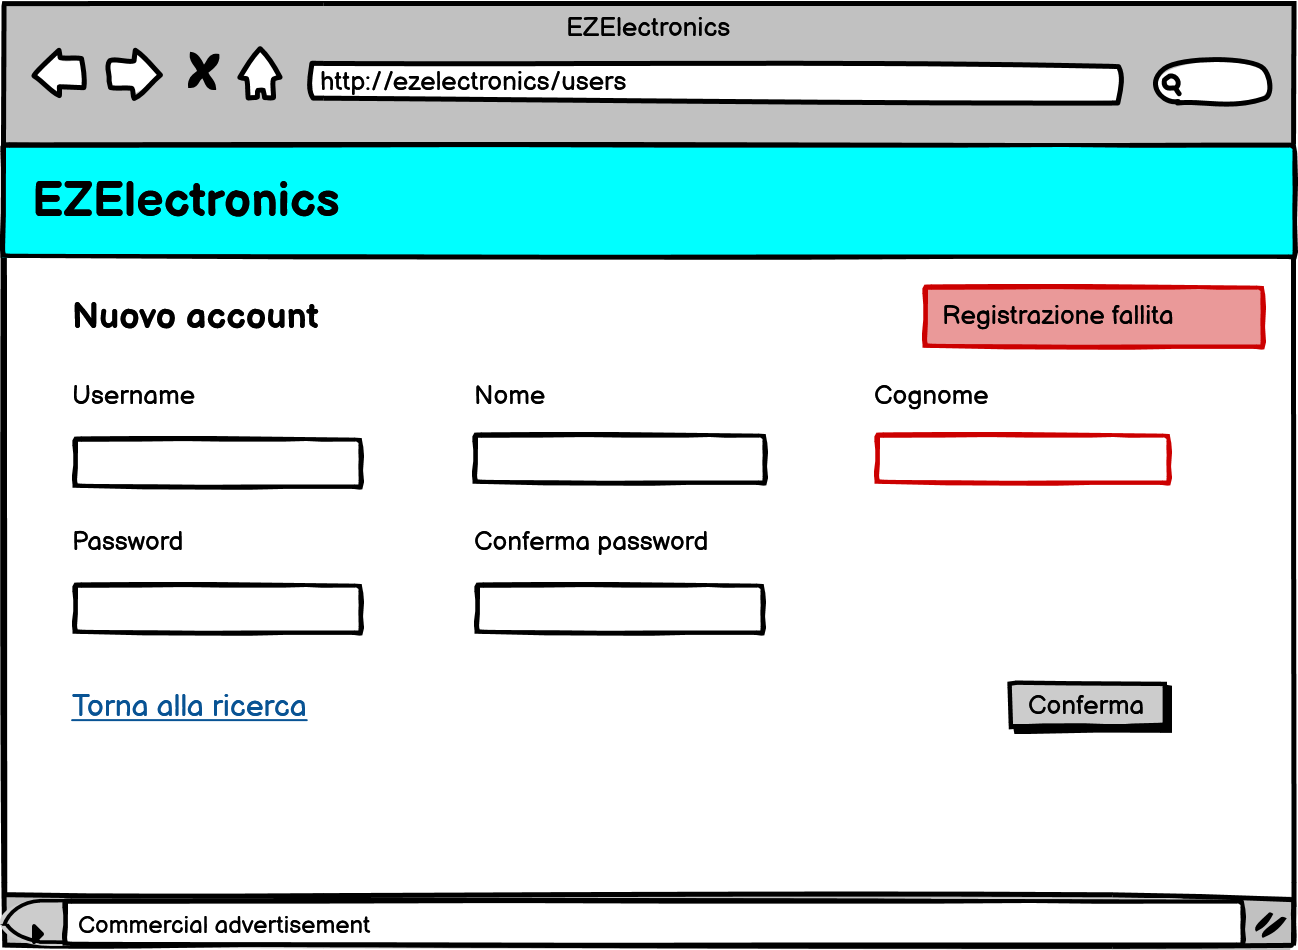 EZElectronics
http://ezelectronics/users
EZElectronics
Nuovo account
Registrazione fallita
Username
Nome
Cognome
Password
Conferma password
Torna alla ricerca
Conferma
Commercial advertisement